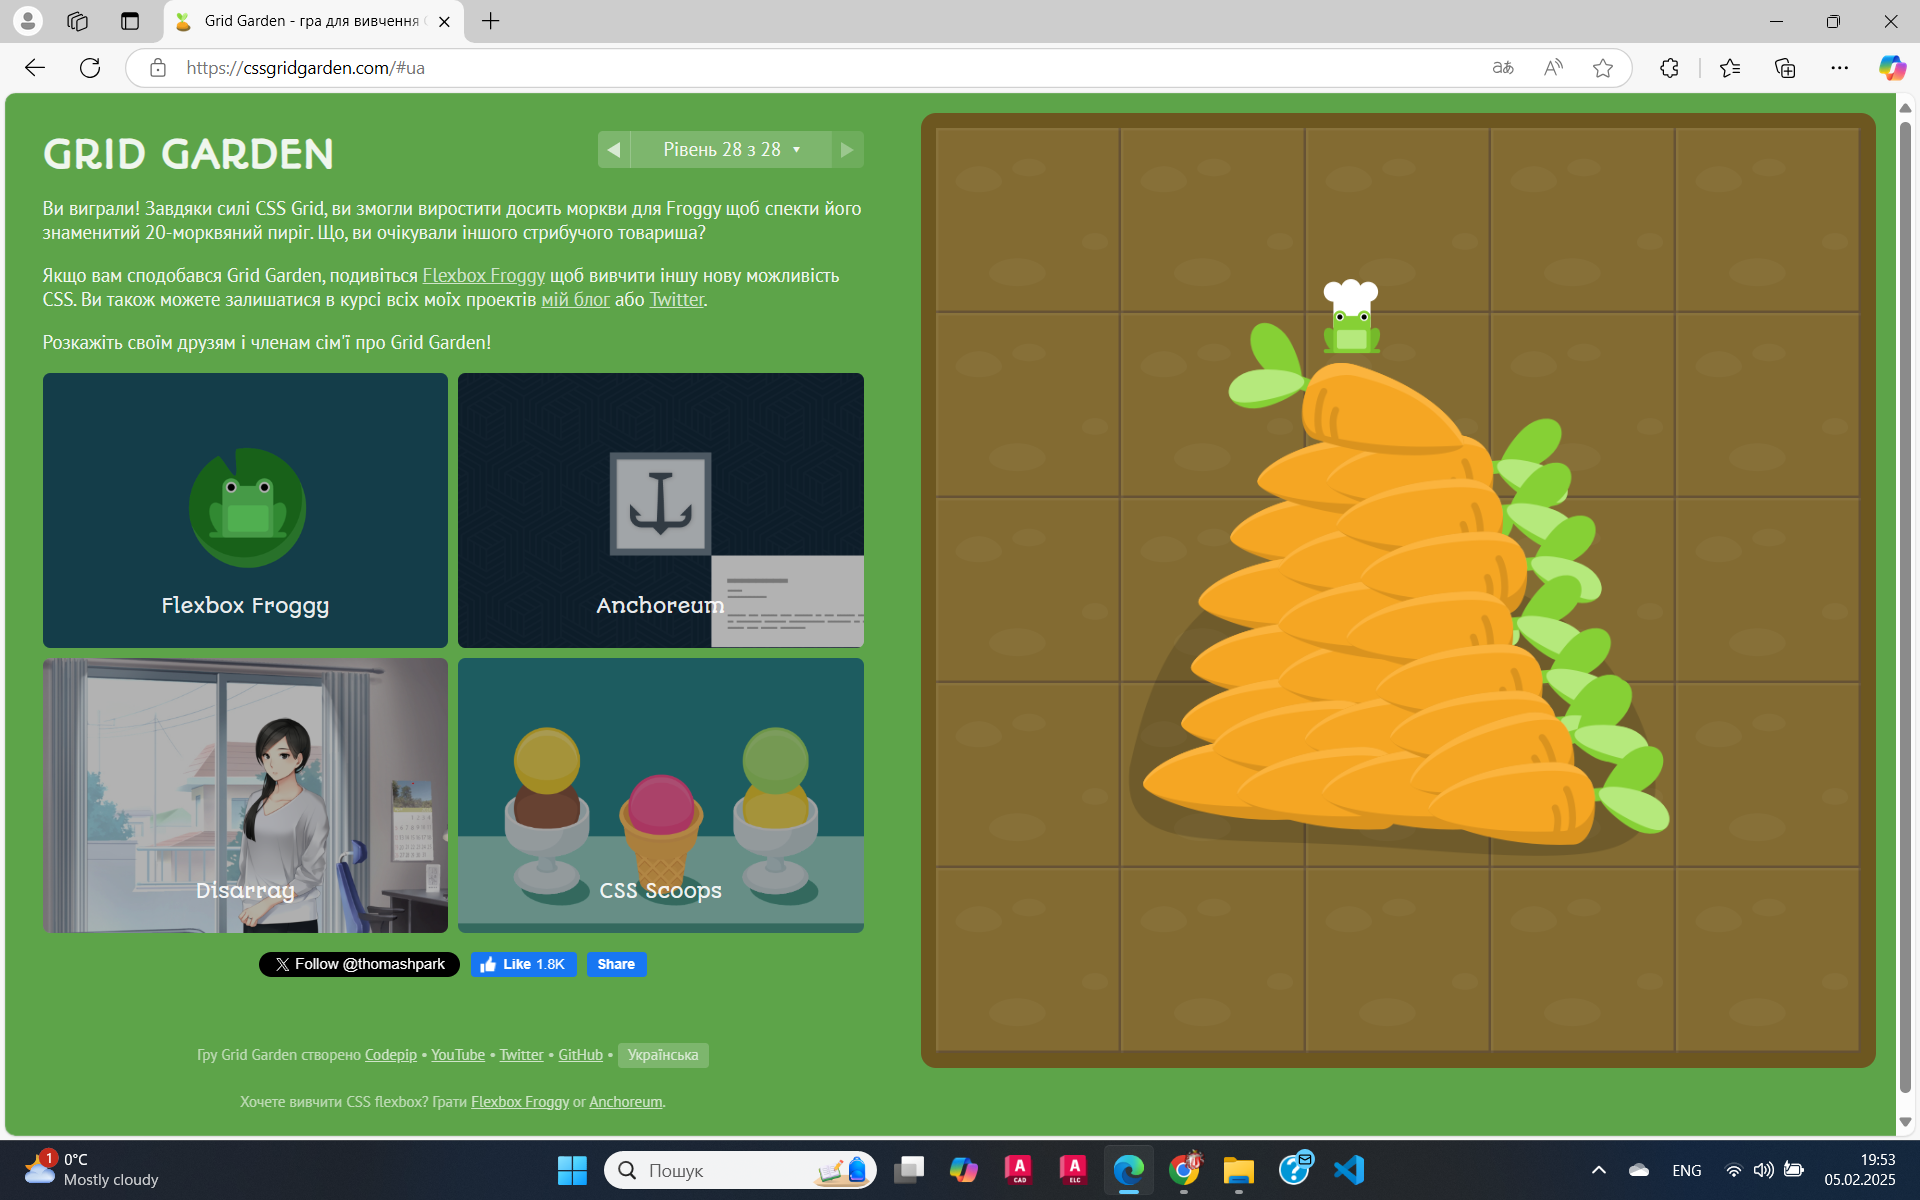 Grid Garden - гра для вивчення
https://cssgridgarden.com/#ua
GRID GARDEN
Рівень 28 з 28
Ви виграли! Завдяки силі CSS Grid, ви змогли виростити досить моркви для Froggy щоб спекти його
знаменитий 20-морквяний пиріг. Що, ви очікували іншого стрибучого товариша?
Якщо вам сподобався Grid Garden, подивіться Flexbox Froggy щоб вивчити іншу нову можливість
CSS. Ви також можете залишатися в курсі всіх моїх проектів мій блог або Twitter.
Розкажіть своїм друзям і членам сім'ї про Grid Garden!
Flexbox Froggy
Anchoreum
Disarray
CSS Scoops
Follow @thomashpark
Like 1.8K
Share
Гру Grid Garden створено Codepip • YouTube • Twitter • GitHub • Українська
Хочете вивчити CSS flexbox? Грати Flexbox Froggy or Anchoreum.
1
0°C
Mostly cloudy
Пошук
A CAD
A ELC
ENG
19:53
05.02.2025